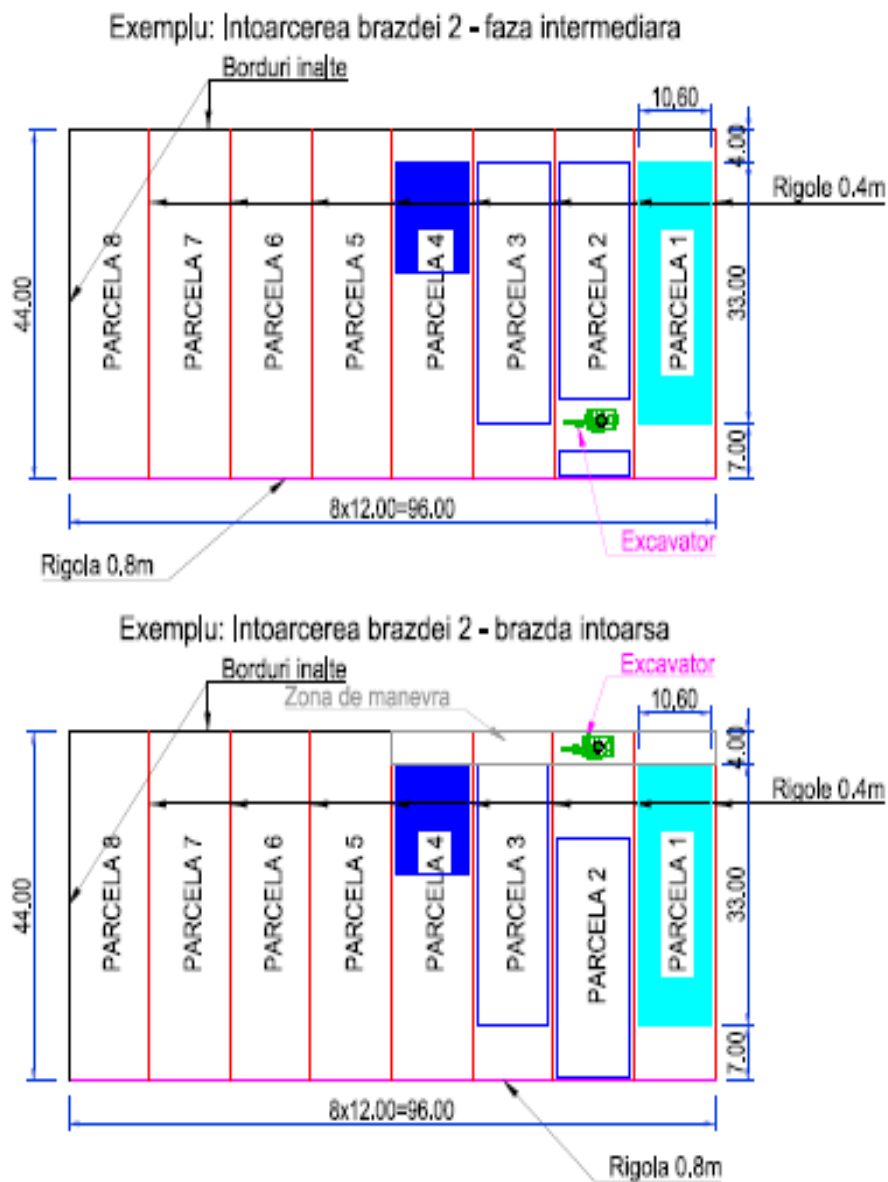 Exemplu: Intoarcerea brazdei 2 - faza intermediara
Borduri inalte
10,60
4.00
Rigole 0.4m
44.00
PARCELA 8
PARCELA 7
PARCELA 6
PARCELA 5
PARCELA 4
PARCELA 3
PARCELA 2
PARCELA 1
33.00
7.00
8x12.00=96.00
Excavator
Rigola 0.8m
Exemplu: Intoarcerea brazdei 2 - brazda intoarsa
Borduri inalte
Excavator
Zona de manevra
10,60
4.00
Rigole 0.4m
44.00
PARCELA 8
PARCELA 7
PARCELA 6
PARCELA 5
PARCELA 4
PARCELA 3
PARCELA 2
PARCELA 1
33.00
7.00
8x12.00=96.00
Rigola 0.8m